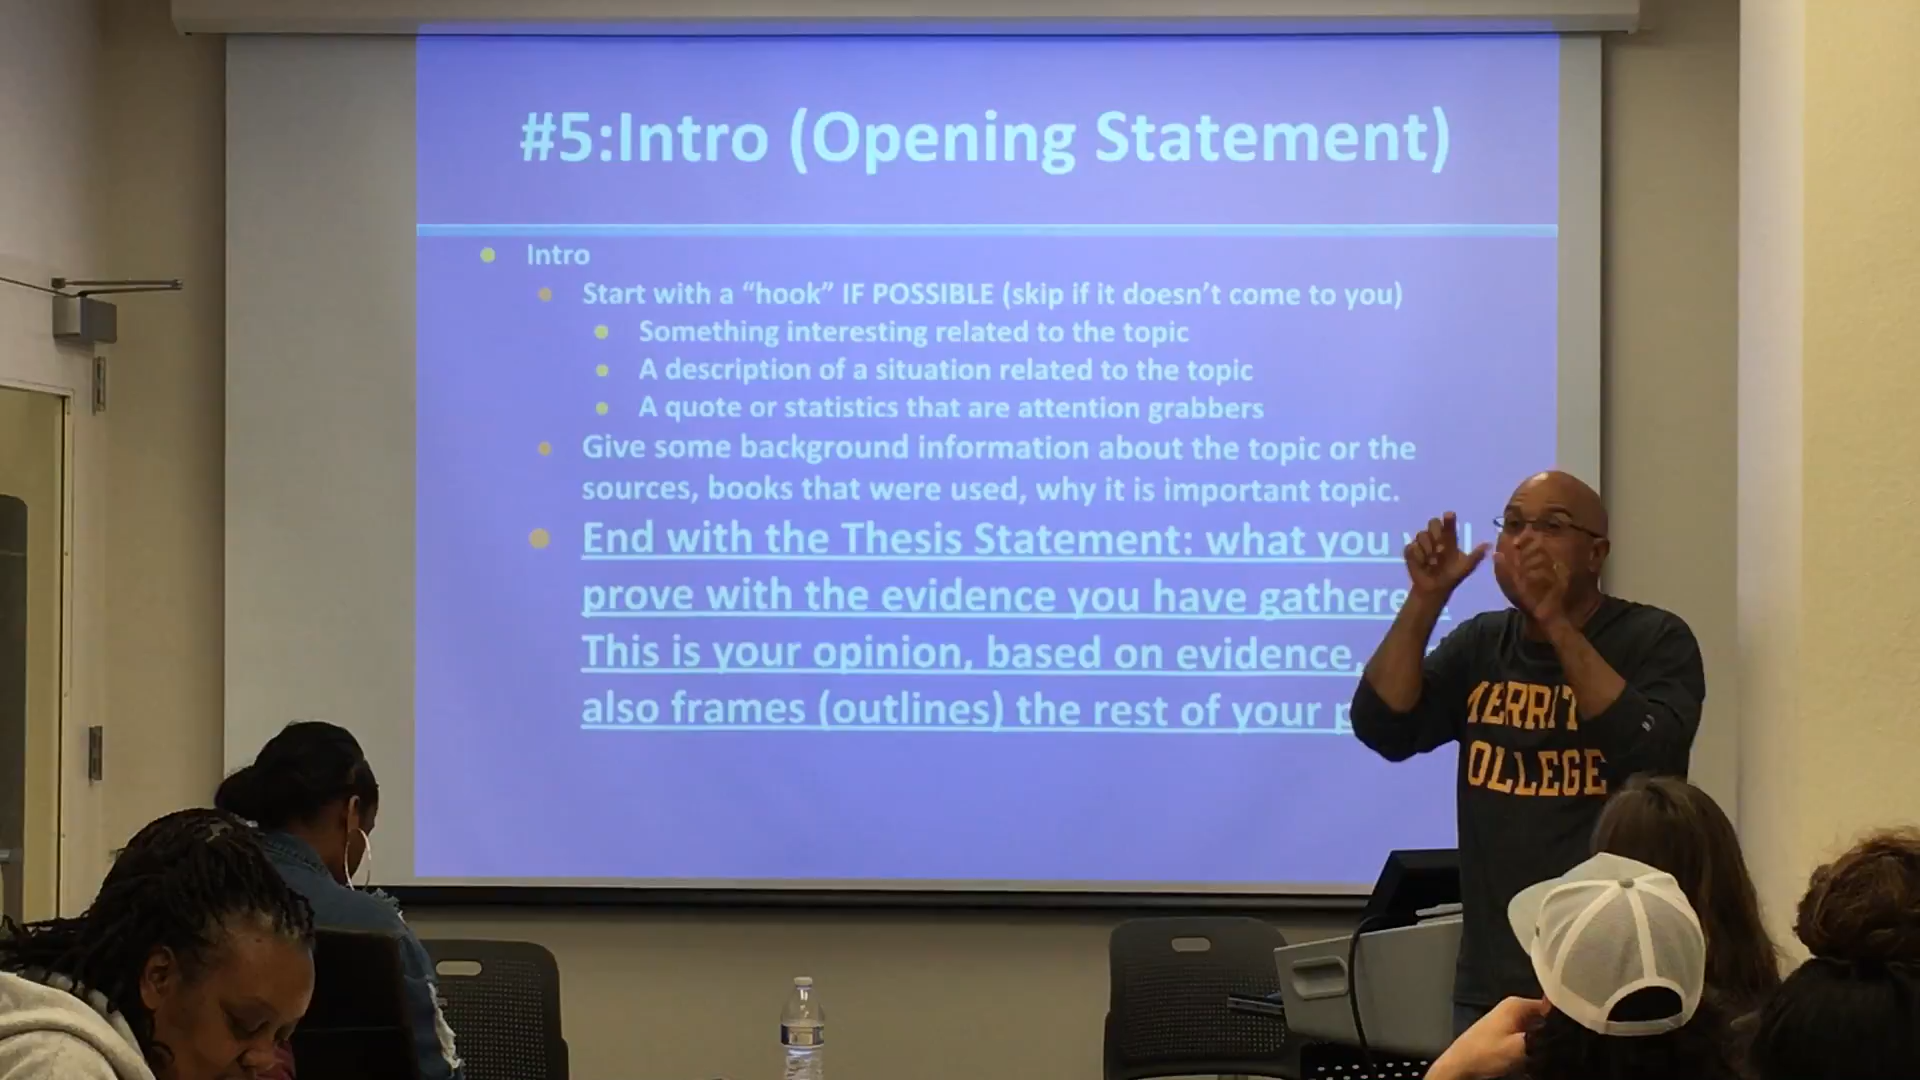 #5:Intro (Opening Statement)
Intro
Start with a “hook” IF POSSIBLE (skip if it doesn’t come to you)
Something interesting related to the topic
A description of a situation related to the topic
A quote or statistics that are attention grabbers
Give some background information about the topic or the
sources, books that were used, why it is important topic.
End with the Thesis Statement: what you
prove with the evidence you have
This is your opinion, based on evidence,
also frames (outlines) the rest of your
MERRIT
OLLEGE